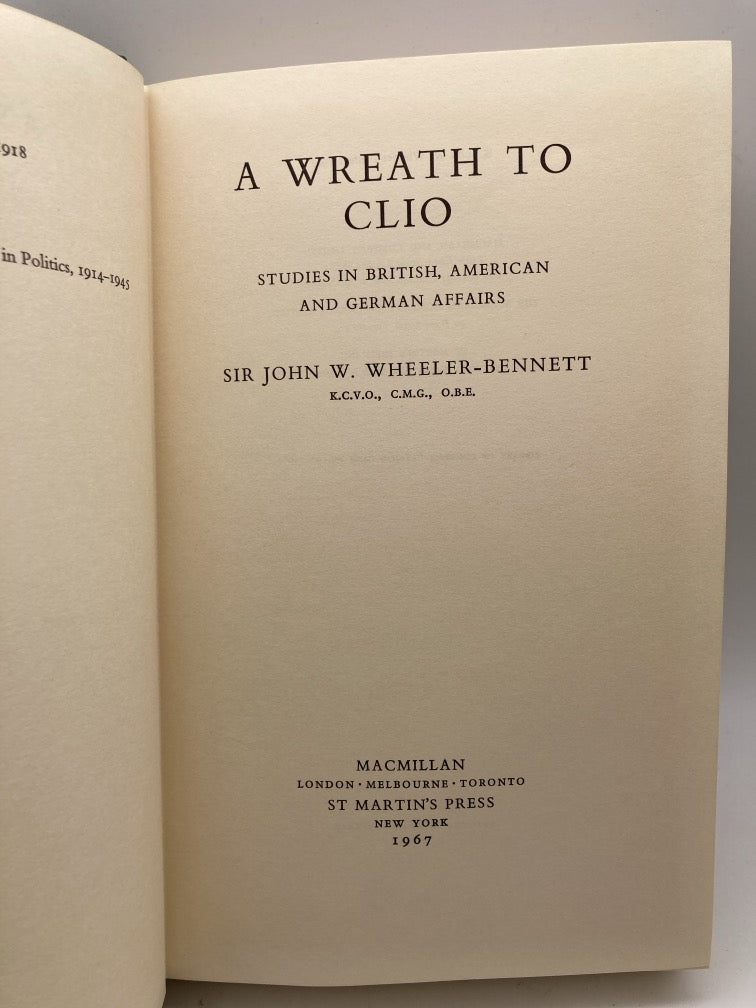 918
in Politics, 1914–1945
A WREATH TO
CLIO
STUDIES IN BRITISH, AMERICAN
AND GERMAN AFFAIRS
SIR JOHN W. WHEELER-BENNETT
K.C.V.O., C.M.G., O.B.E.
MACMILLAN
LONDON · MELBOURNE · TORONTO
ST MARTIN'S PRESS
NEW YORK
1967